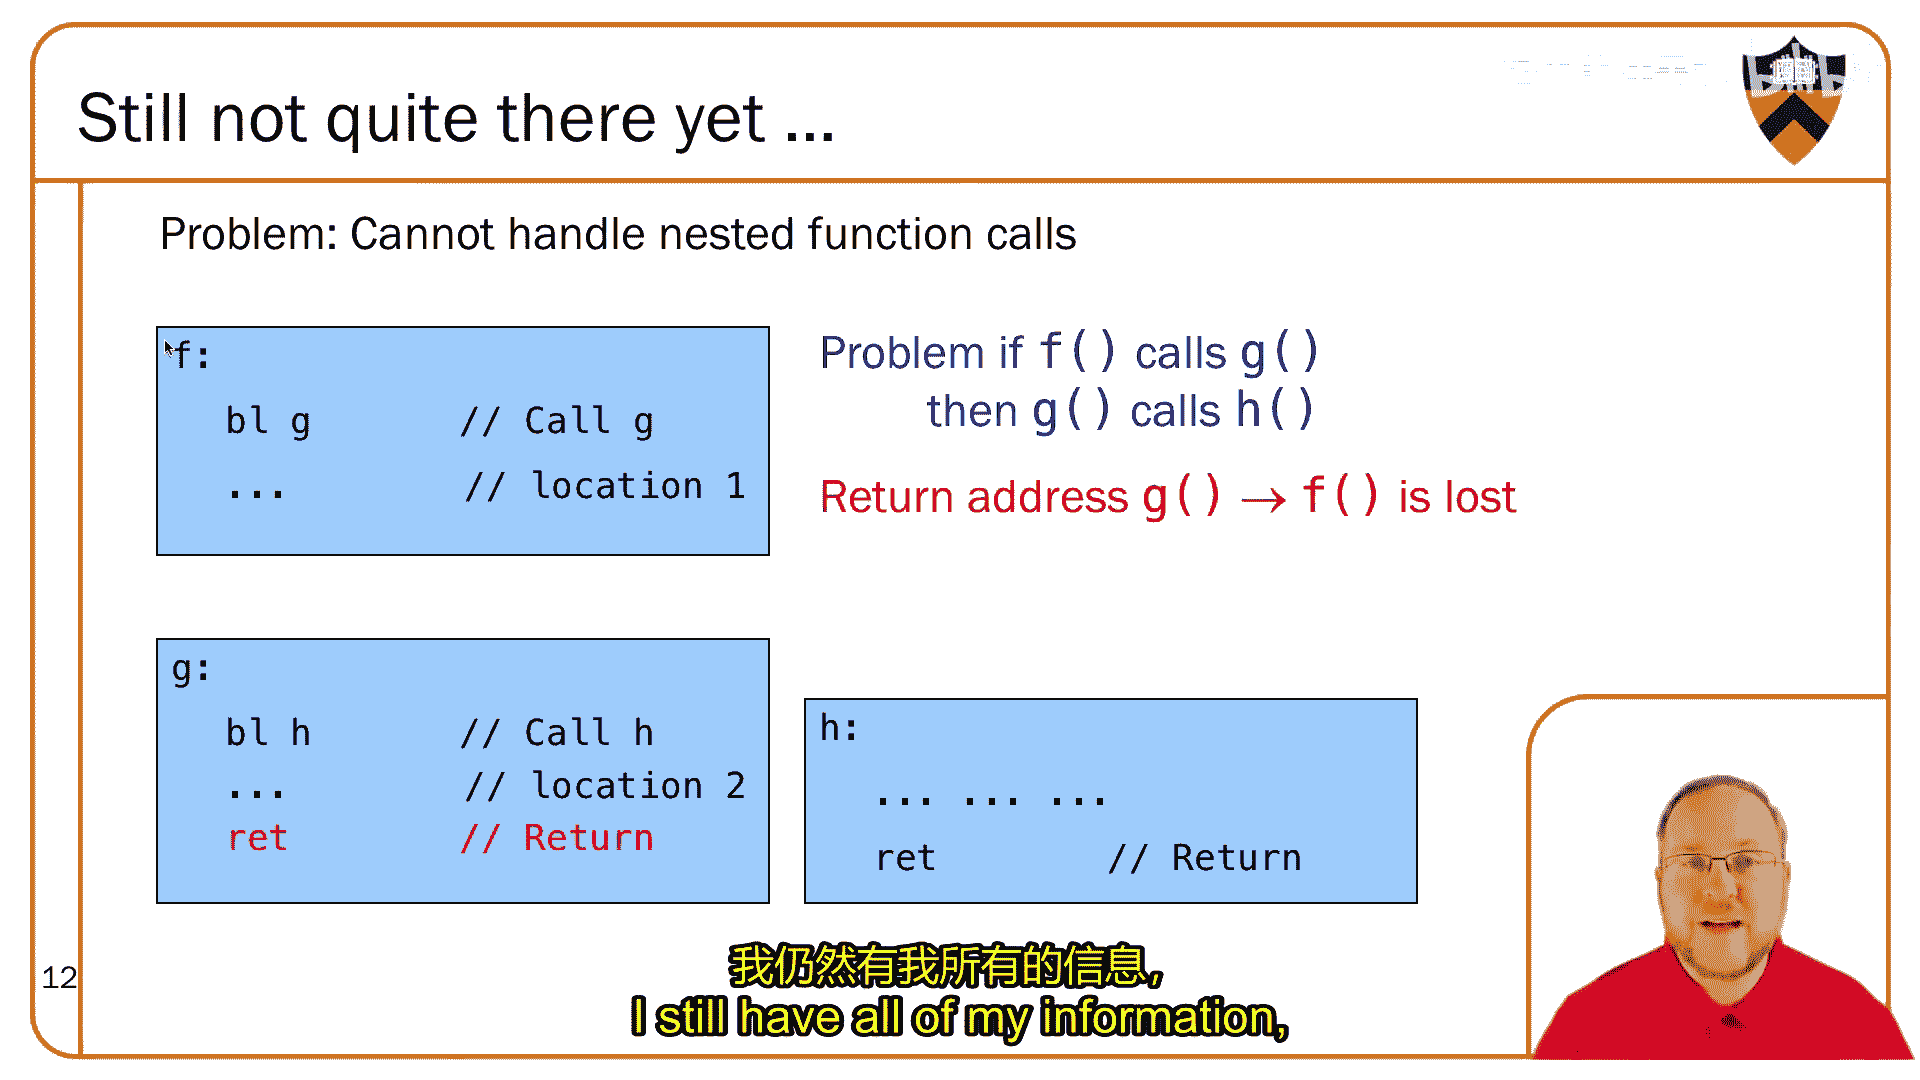 Still not quite there yet ...
Problem: Cannot handle nested function calls
f:
bl g // Call g
... // location 1
Problem if f() calls g()
then g() calls h()
Return address g() → f() is lost
g:
bl h // Call h
... // location 2
ret // Return
h:
... ... ...
ret // Return
12
我仍然有我所有的信息,
I still have all of my information,